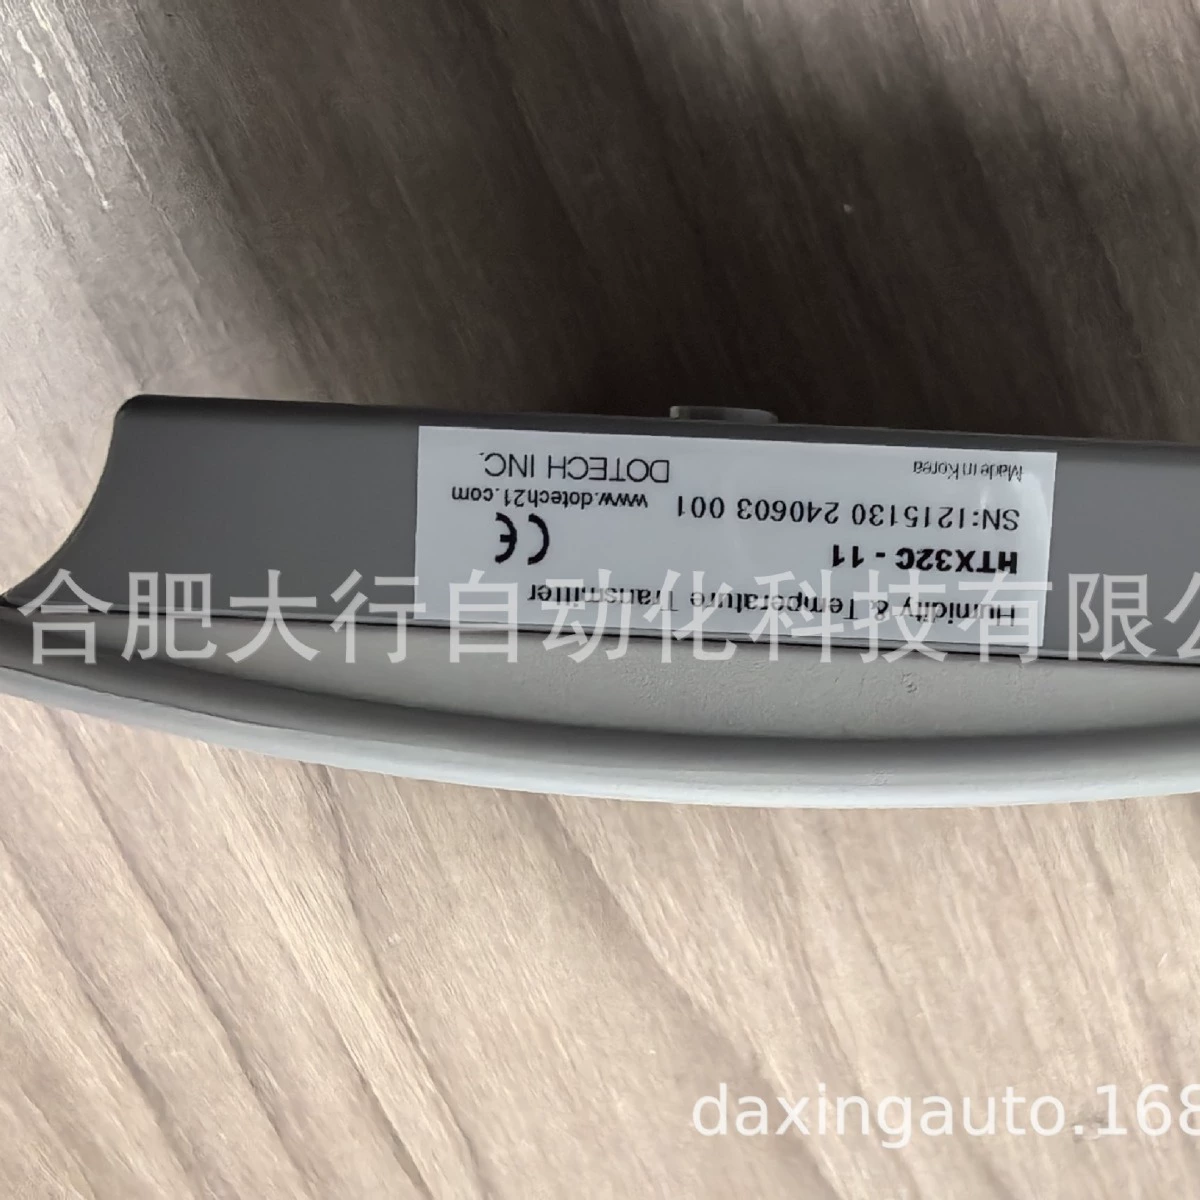 Humidity & Temperature Transmitter
HTX32C - 11
SN:1215130 240603 001
Made in Korea
CE
www.dotech21.com
DOTECH INC.
合肥大行自动化科技有限公
daxingauto.168